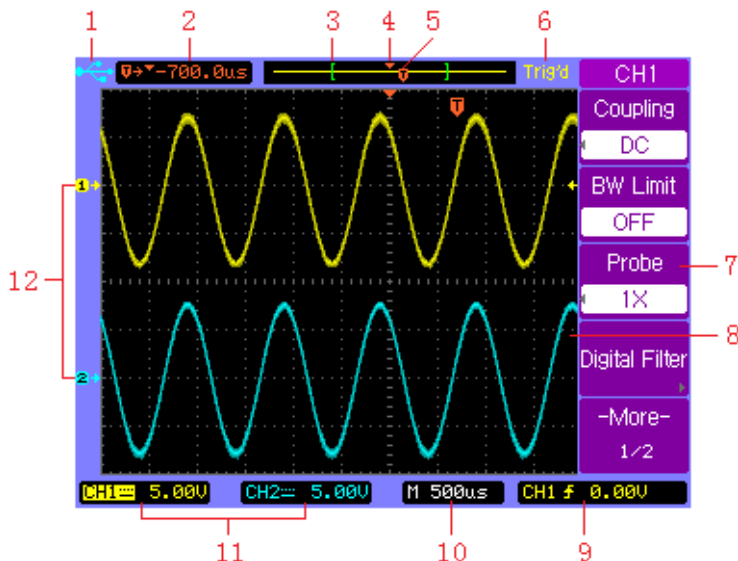 1 2 3 4 5 6
T→▼-700.0us T Trig'd CH1
T
Coupling
DC
1
BW Limit
OFF
12
Probe 7
1X
8
Digital Filter
2
-More-
1/2
CH1 5.00V CH2 5.00V M 500us CH1 0.00V
11 10 9